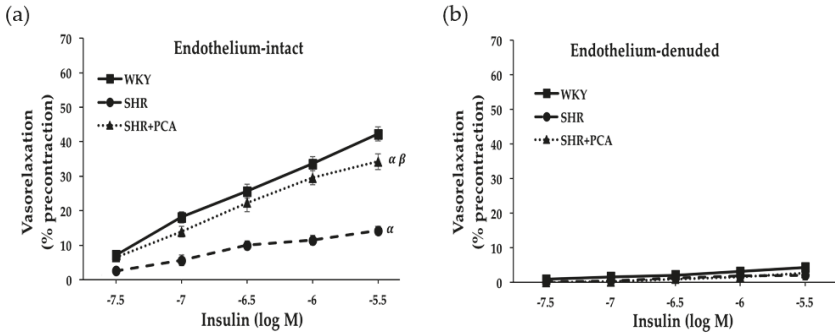 (a)
Endothelium-intact
Vasorelaxation
(% precontraction)
70
60
50
40
30
20
10
0
WKY
SHR
SHR+PCA
α β
α
-7.5 -7 -6.5 -6 -5.5
Insulin (log M)
(b)
Endothelium-denuded
Vasorelaxation
(% precontraction)
70
60
50
40
30
20
10
0
WKY
SHR
SHR+PCA
-7.5 -7 -6.5 -6 -5.5
Insulin (log M)